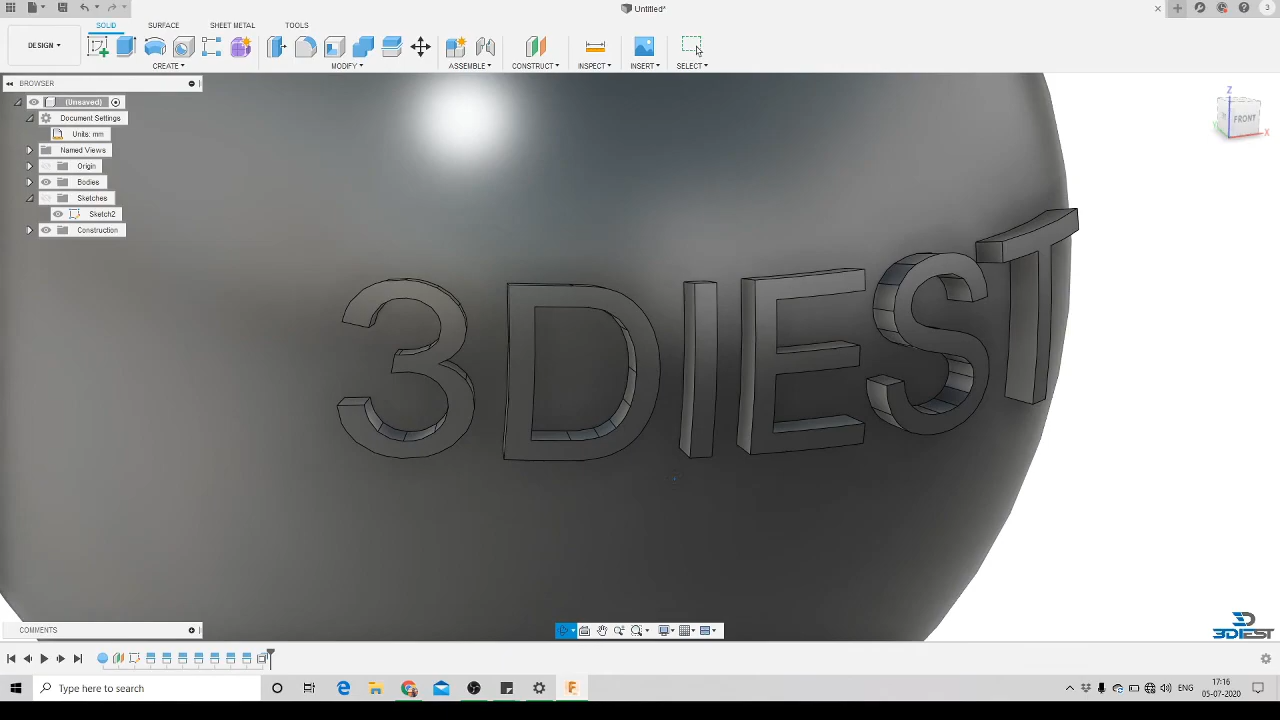 Untitled*
3
DESIGN
SOLID
SURFACE
SHEET METAL
TOOLS
CREATE
MODIFY
ASSEMBLE
CONSTRUCT
INSPECT
INSERT
SELECT
BROWSER
(Unsaved)
Document Settings
Units: mm
Named Views
Origin
Bodies
Sketches
Sketch2
Construction
Z
FRONT
X
3DIEST
COMMENTS
3DIEST
Type here to search
ENG
17:16
05-07-2020